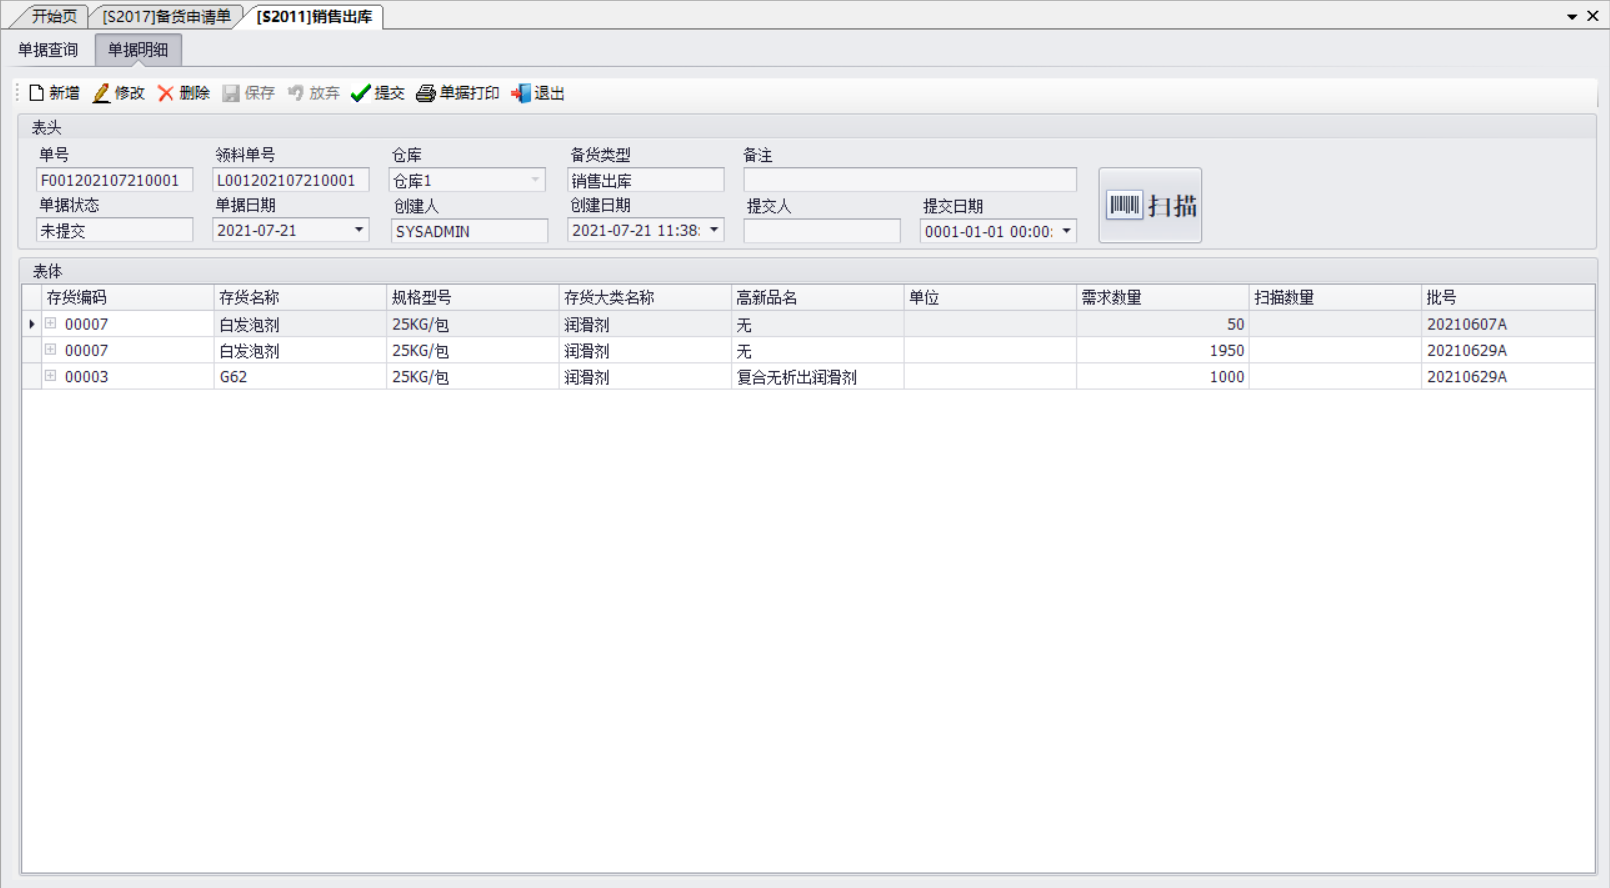 开始页 [S2017]备货申请单 [S2011]销售出库
单据查询 单据明细
新增 修改 删除 保存 放弃 提交 单据打印 退出
表头
单号 领料单号 仓库 备货类型 备注
F001202107210001 L001202107210001 仓库1 销售出库
扫描
单据状态 单据日期 创建人 创建日期 提交人 提交日期
未提交 2021-07-21 SYSADMIN 2021-07-21 11:38: 0001-01-01 00:00:
表体
存货编码 存货名称 规格型号 存货大类名称 高新品名 单位 需求数量 扫描数量 批号
00007 白发泡剂 25KG/包 润滑剂 无 50 20210607A
00007 白发泡剂 25KG/包 润滑剂 无 1950 20210629A
00003 G62 25KG/包 润滑剂 复合无析出润滑剂 1000 20210629A